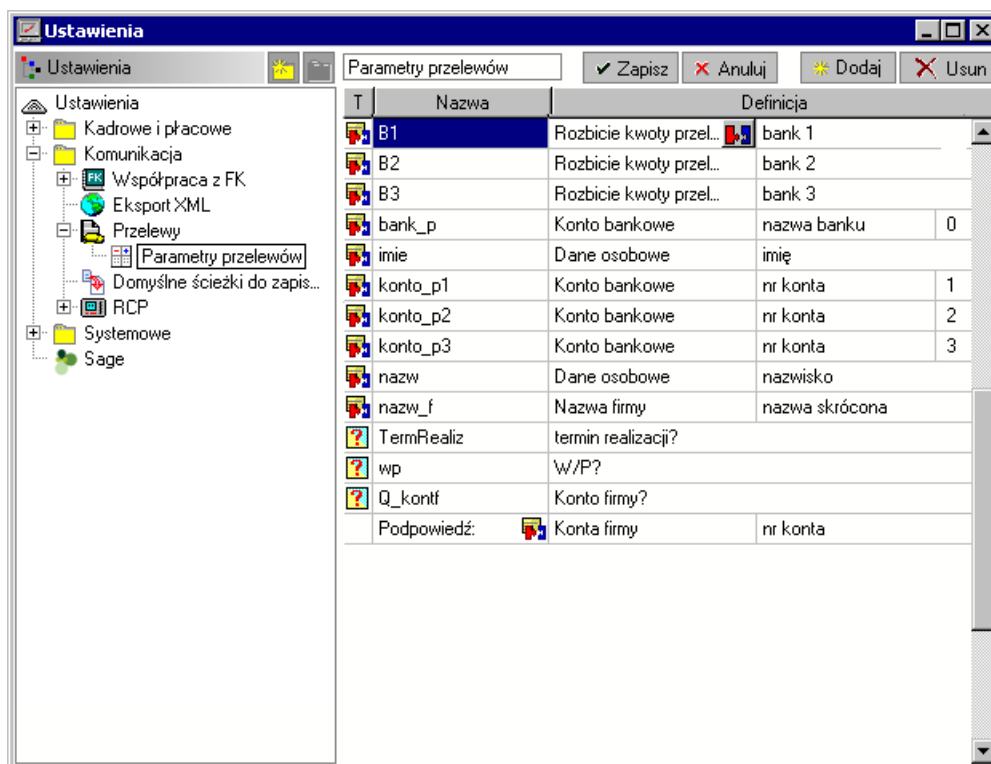 Ustawienia
Ustawienia
Parametry przelewów Zapisz Anuluj Dodaj Usun
Ustawienia
Kadrowe i płacowe
Komunikacja
Współpraca z FK
Eksport XML
Przelewy
Parametry przelewów
Domyślne ścieżki do zapis...
RCP
Systemowe
Sage
T Nazwa Definicja
B1 Rozbicie kwoty przel... bank 1
B2 Rozbicie kwoty przel... bank 2
B3 Rozbicie kwoty przel... bank 3
bank_p Konto bankowe nazwa banku 0
imie Dane osobowe imię
konto_p1 Konto bankowe nr konta 1
konto_p2 Konto bankowe nr konta 2
konto_p3 Konto bankowe nr konta 3
nazw Dane osobowe nazwisko
nazw_f Nazwa firmy nazwa skrócona
? TermRealiz termin realizacji?
? wp W/P?
? Q_kontf Konto firmy?
Podpowiedź: Konta firmy nr konta